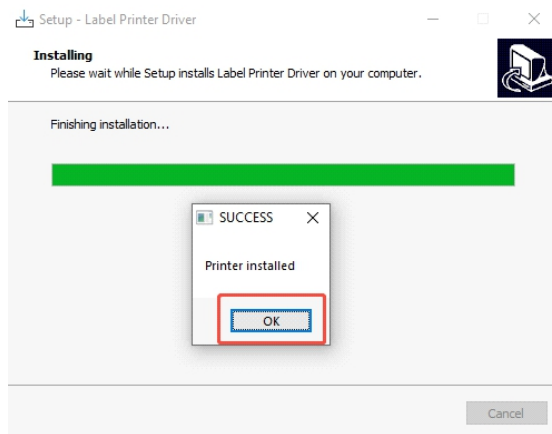 Setup - Label Printer Driver
Installing
Please wait while Setup installs Label Printer Driver on your computer.
Finishing installation...
SUCCESS
Printer installed
OK
Cancel